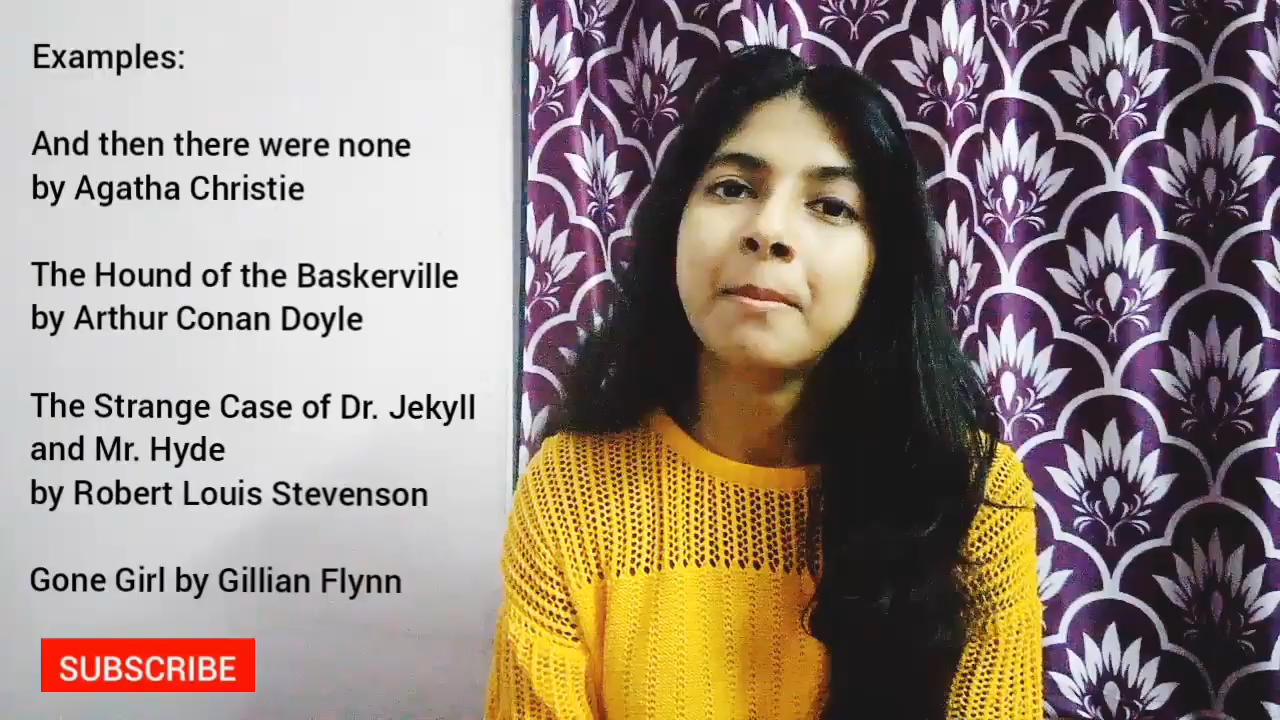 Examples:
And then there were none
by Agatha Christie
The Hound of the Baskerville
by Arthur Conan Doyle
The Strange Case of Dr. Jekyll
and Mr. Hyde
by Robert Louis Stevenson
Gone Girl by Gillian Flynn
SUBSCRIBE